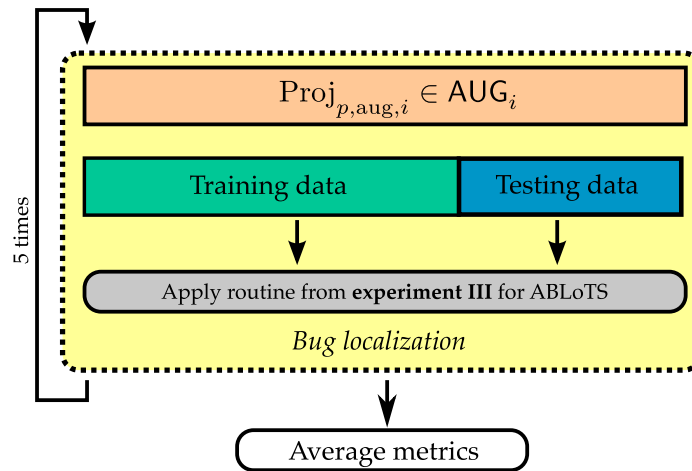 Proj_{p,aug,i} ∈ AUG_i
Training data
Testing data
5 times
Apply routine from experiment III for ABLoTS
Bug localization
Average metrics